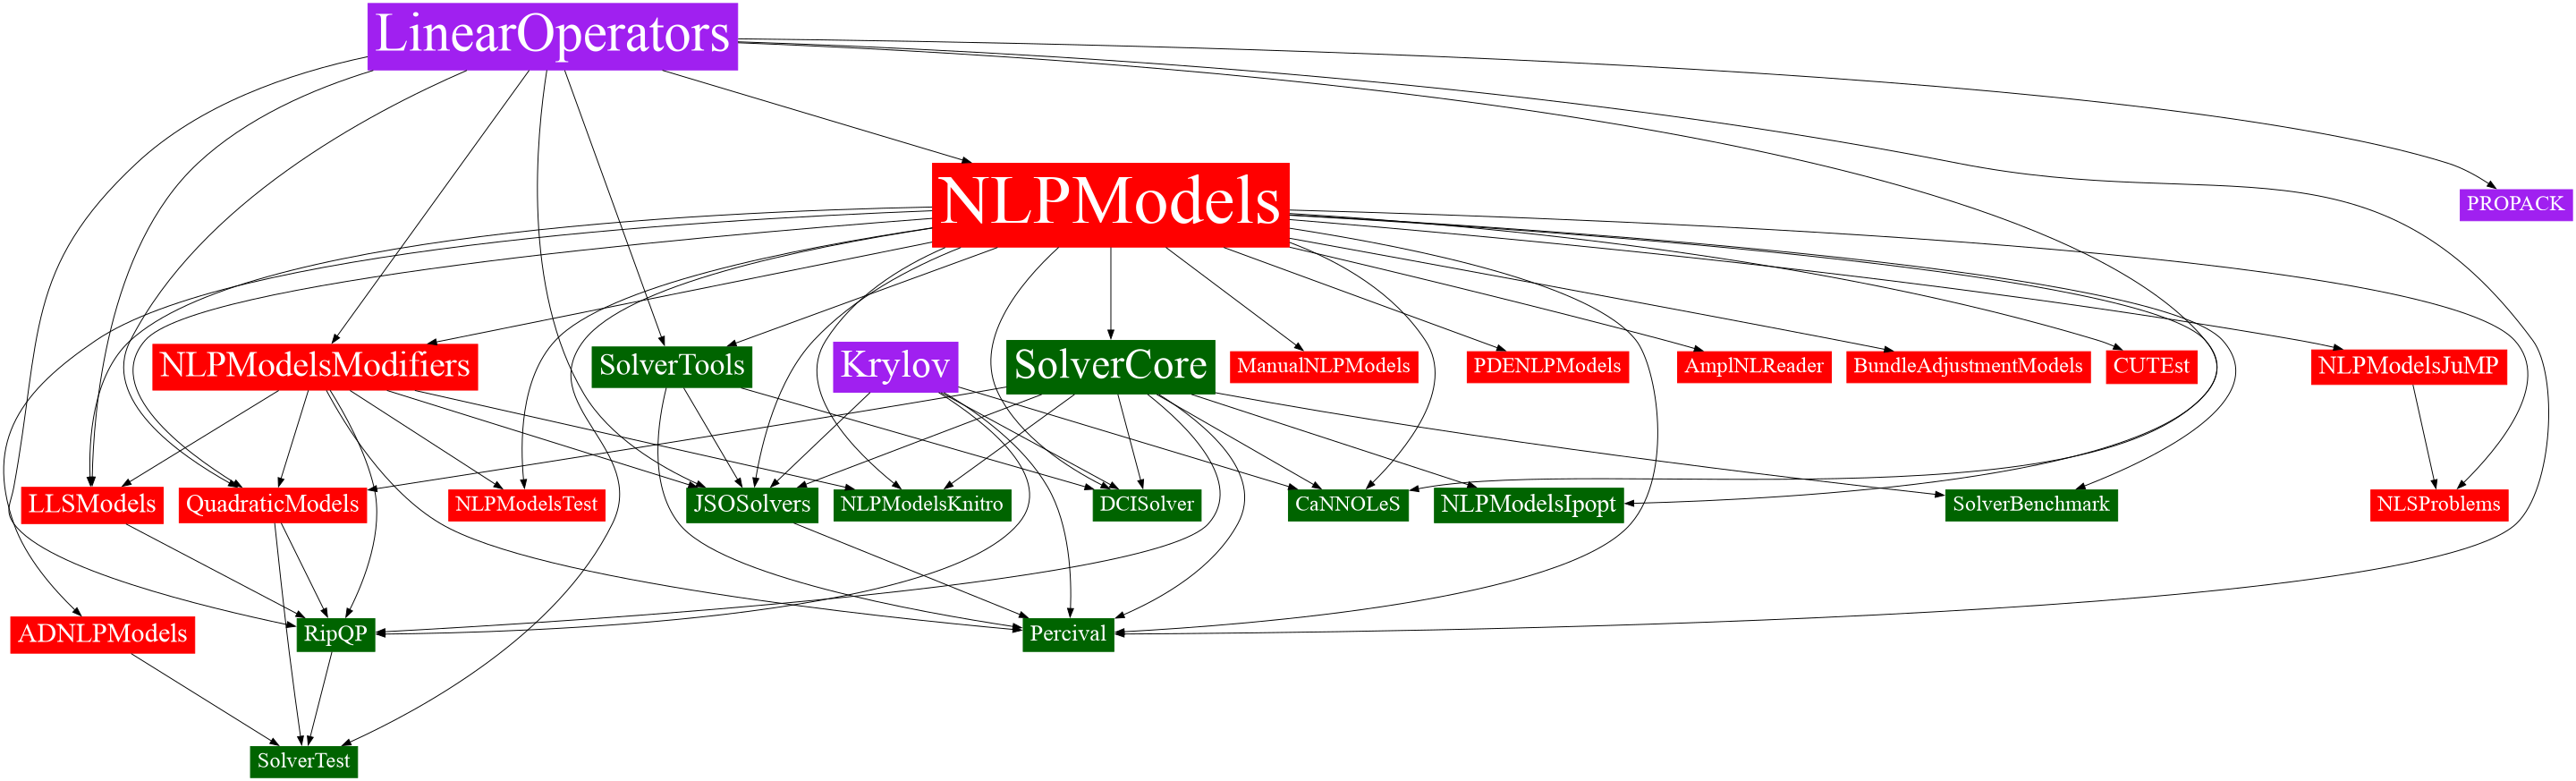 LinearOperators
NLPModels
PROPACK
NLPModelsModifiers
SolverTools
Krylov
SolverCore
ManualNLPModels
PDENLPModels
AmplNLReader
BundleAdjustmentModels
CUTEst
NLPModelsJuMP
LLSModels
QuadraticModels
NLPModelsTest
JSOSolvers
NLPModelsKnitro
DCISolver
CaNNOLeS
NLPModelsIpopt
SolverBenchmark
NLSProblems
ADNLPModels
RipQP
Percival
SolverTest